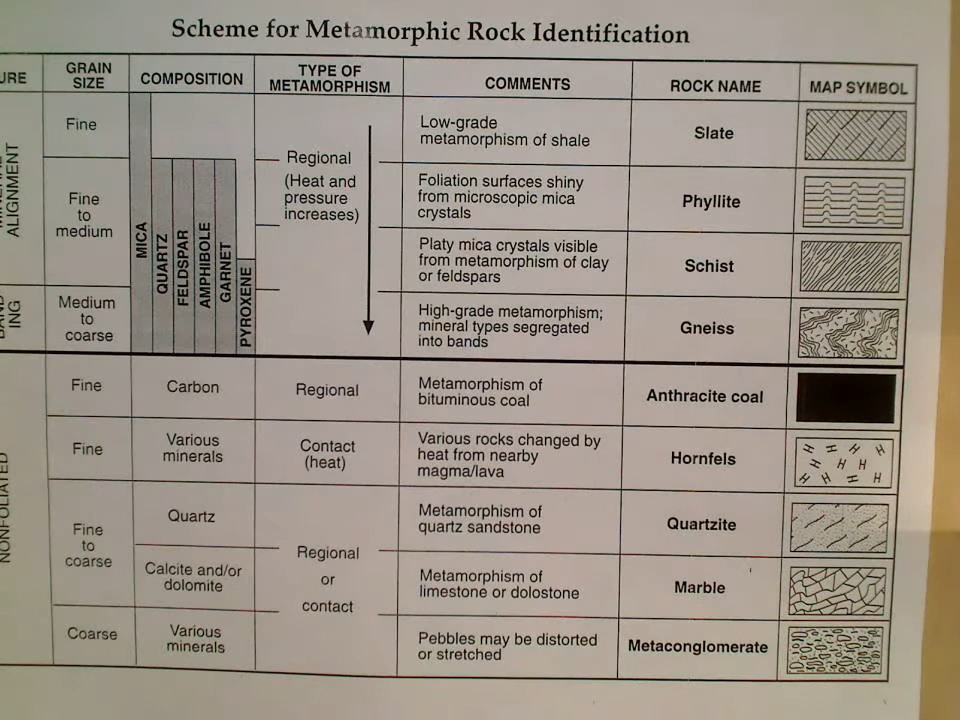 Scheme for Metamorphic Rock Identification
URE
GRAIN
SIZE
COMPOSITION
TYPE OF
METAMORPHISM
COMMENTS
ROCK NAME
MAP SYMBOL
ALIGNMENT
Fine
MICA
QUARTZ
FELDSPAR
AMPHIBOLE
GARNET
PYROXENE
Regional
(Heat and
pressure
increases)
Low-grade
metamorphism of shale
Slate
Fine
to
medium
Foliation surfaces shiny
from microscopic mica
crystals
Phyllite
Platy mica crystals visible
from metamorphism of clay
or feldspars
Schist
BAND
ING
Medium
to
coarse
High-grade metamorphism;
mineral types segregated
into bands
Gneiss
NONFOLIATED
Fine
Carbon
Regional
Metamorphism of
bituminous coal
Anthracite coal
Fine
Various
minerals
Contact
(heat)
Various rocks changed by
heat from nearby
magma/lava
Hornfels
Fine
to
coarse
Quartz
Regional
or
contact
Metamorphism of
quartz sandstone
Quartzite
Calcite and/or
dolomite
Metamorphism of
limestone or dolostone
Marble
Coarse
Various
minerals
Pebbles may be distorted
or stretched
Metaconglomerate